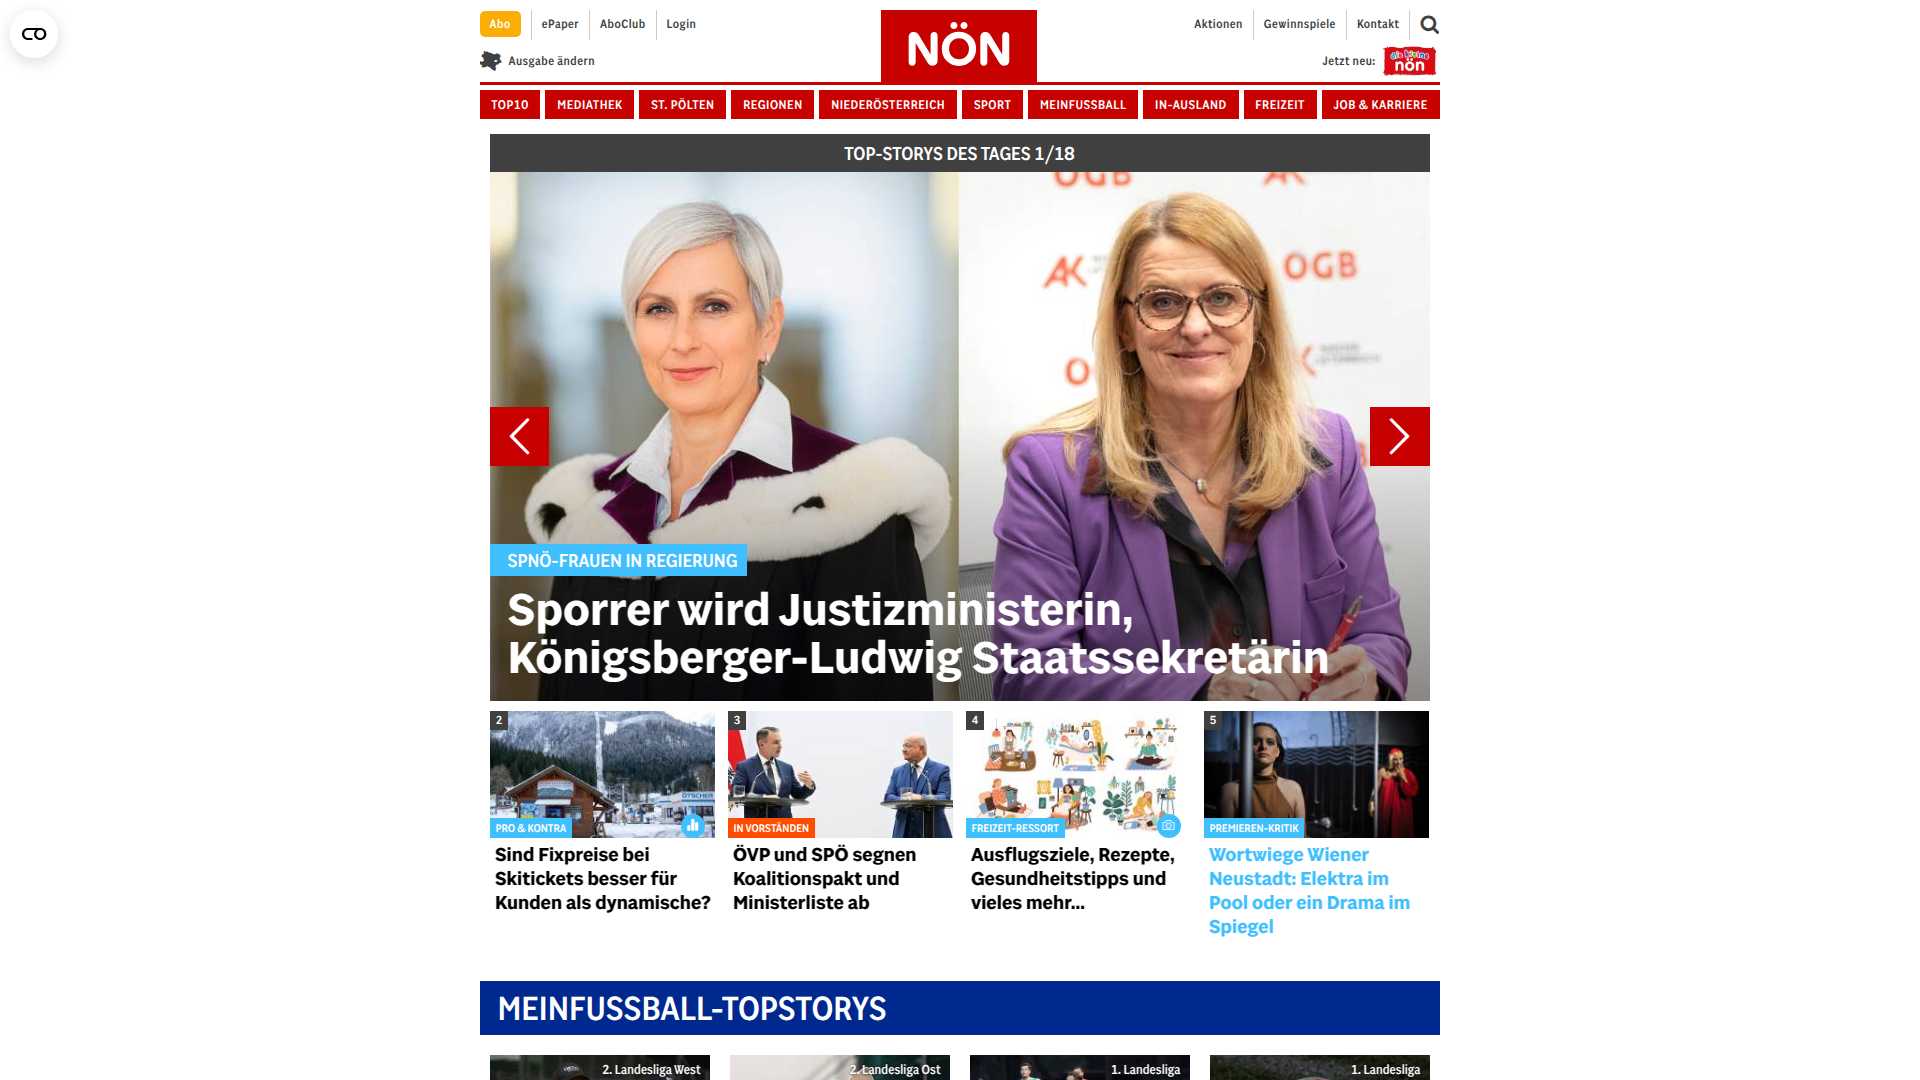 Abo
ePaper
AboClub
Login
NÖN
Aktionen
Gewinnspiele
Kontakt
Ausgabe ändern
Jetzt neu:
die kleine
nön
TOP10
MEDIATHEK
ST. PÖLTEN
REGIONEN
NIEDERÖSTERREICH
SPORT
MEINFUSSBALL
IN-AUSLAND
FREIZEIT
JOB & KARRIERE
TOP-STORYS DES TAGES 1/18
ÖGB
AK
AK
ÖGB
SPNÖ-FRAUEN IN REGIERUNG
Sporrer wird Justizministerin,
Königsberger-Ludwig Staatssekretärin
2
ÖTSCHER
PRO & KONTRA
Sind Fixpreise bei
Skitickets besser für
Kunden als dynamische?
3
IN VORSTÄNDEN
ÖVP und SPÖ segnen
Koalitionspakt und
Ministerliste ab
4
FREIZEIT-RESSORT
Ausflugsziele, Rezepte,
Gesundheitstipps und
vieles mehr...
5
PREMIEREN-KRITIK
Wortwiege Wiener
Neustadt: Elektra im
Pool oder ein Drama im
Spiegel
MEINFUSSBALL-TOPSTORYS
2. Landesliga West
2. Landesliga Ost
1. Landesliga
1. Landesliga